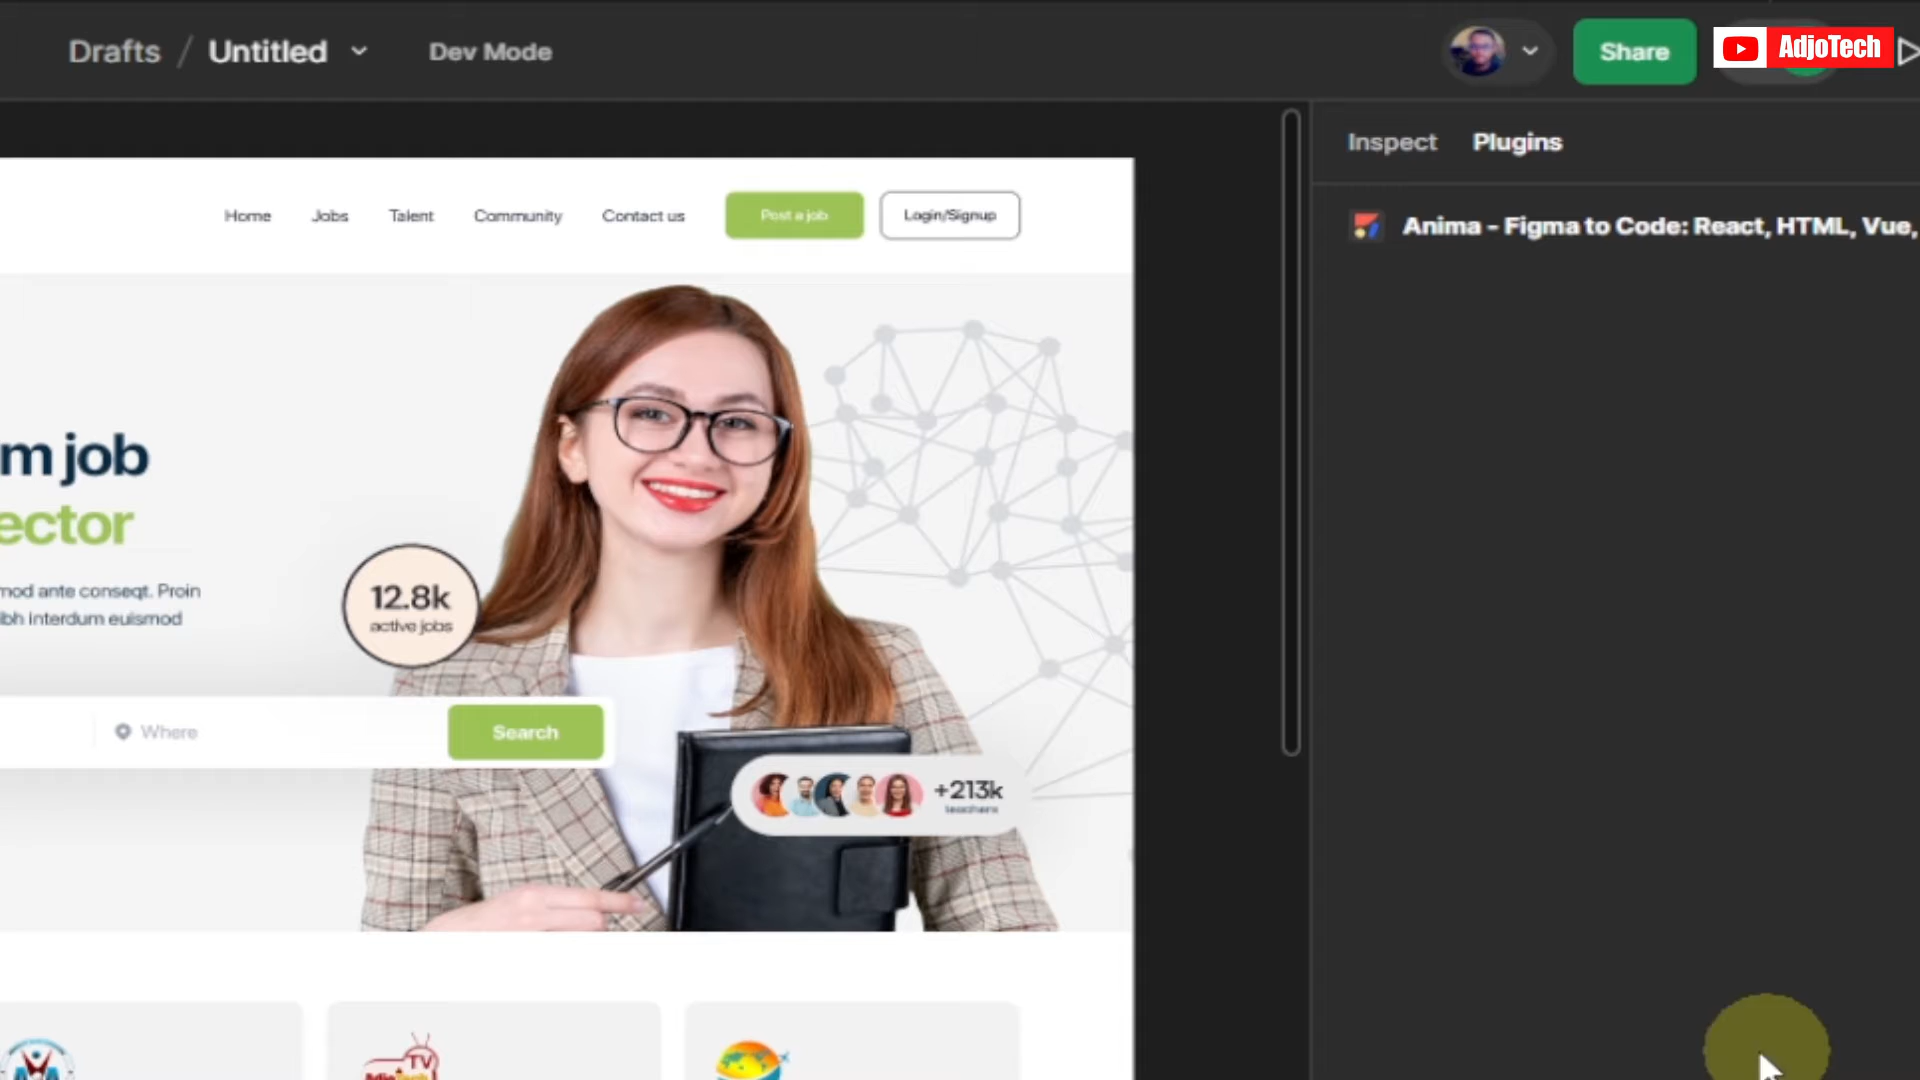 Drafts / Untitled
Dev Mode
Share
AdjoTech
Inspect
Plugins
Anima - Figma to Code: React, HTML, Vue,
Home
Jobs
Talent
Community
Contact us
Post a job
Login/Signup
m job
ector
mod ante conseqt. Proin
ibh interdum euismod
12.8k
active jobs
Where
Search
+213k
teachers
TV
AdjoTech